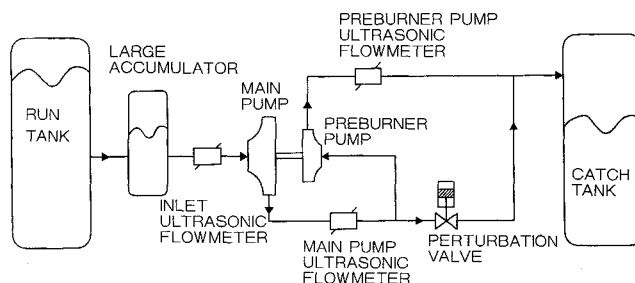 PREBURNER PUMP
ULTRASONIC
FLOWMETER
LARGE
ACCUMULATOR
MAIN
PUMP
RUN
TANK
PREBURNER
PUMP
CATCH
TANK
INLET
ULTRASONIC
FLOWMETER
MAIN PUMP
ULTRASONIC
FLOWMETER
PERTURBATION
VALVE